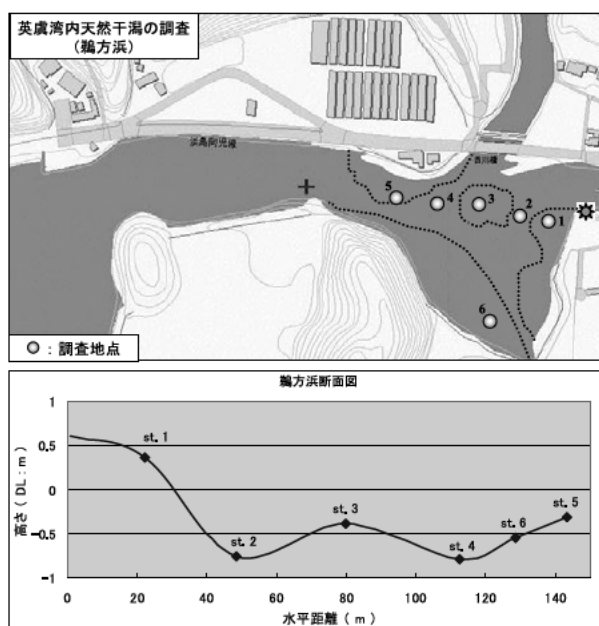 英虞湾内天然干潟の調査
(鵜方浜)
浜島阿児線
5
4
3
2
1
6
:調査地点
鵜方浜断面図
高さ(DL:m)
1
0.5
0
-0.5
-1
st. 1
st. 2
st. 3
st. 4
st. 6
st. 5
0 20 40 60 80 100 120 140
水平距離(m)